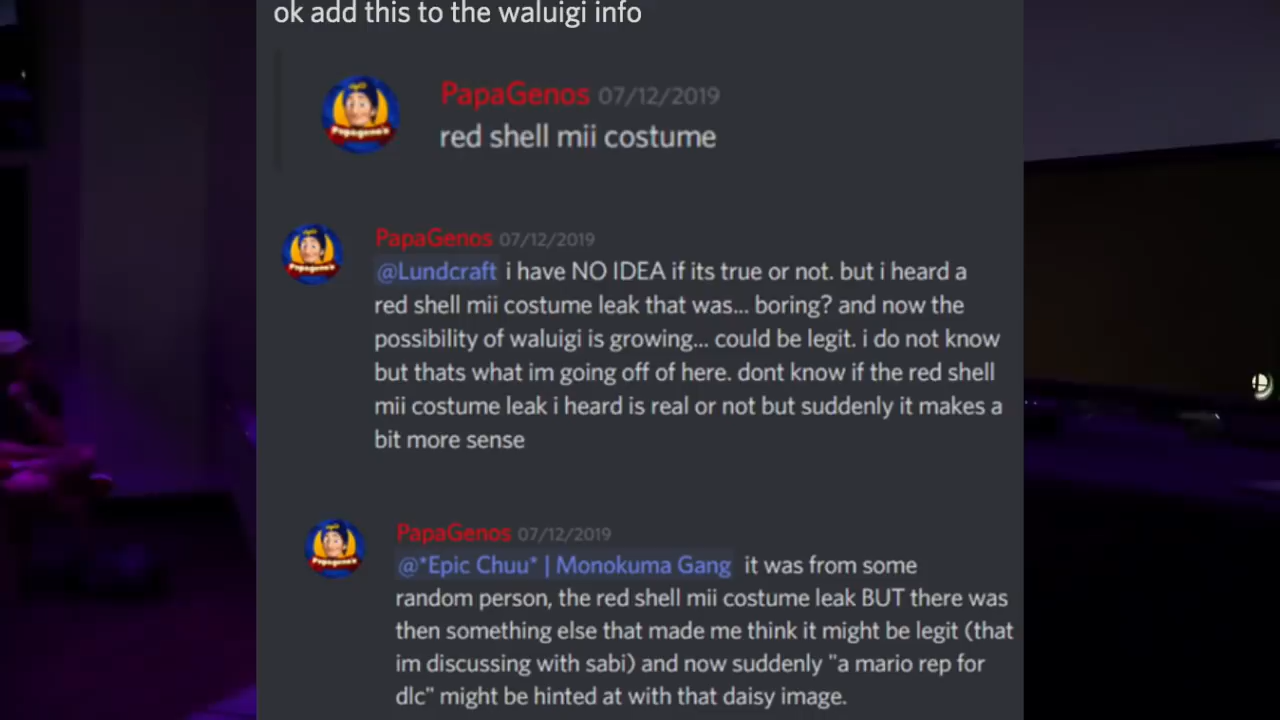 ok add this to the waluigi info
PapaGenos 07/12/2019
red shell mii costume
PapaGenos 07/12/2019
@Lundcraft i have NO IDEA if its true or not. but i heard a
red shell mii costume leak that was... boring? and now the
possibility of waluigi is growing... could be legit. i do not know
but thats what im going off of here. dont know if the red shell
mii costume leak i heard is real or not but suddenly it makes a
bit more sense
PapaGenos 07/12/2019
@*Epic Chuu* | Monokuma Gang it was from some
random person, the red shell mii costume leak BUT there was
then something else that made me think it might be legit (that
im discussing with sabi) and now suddenly "a mario rep for
dlc" might be hinted at with that daisy image.